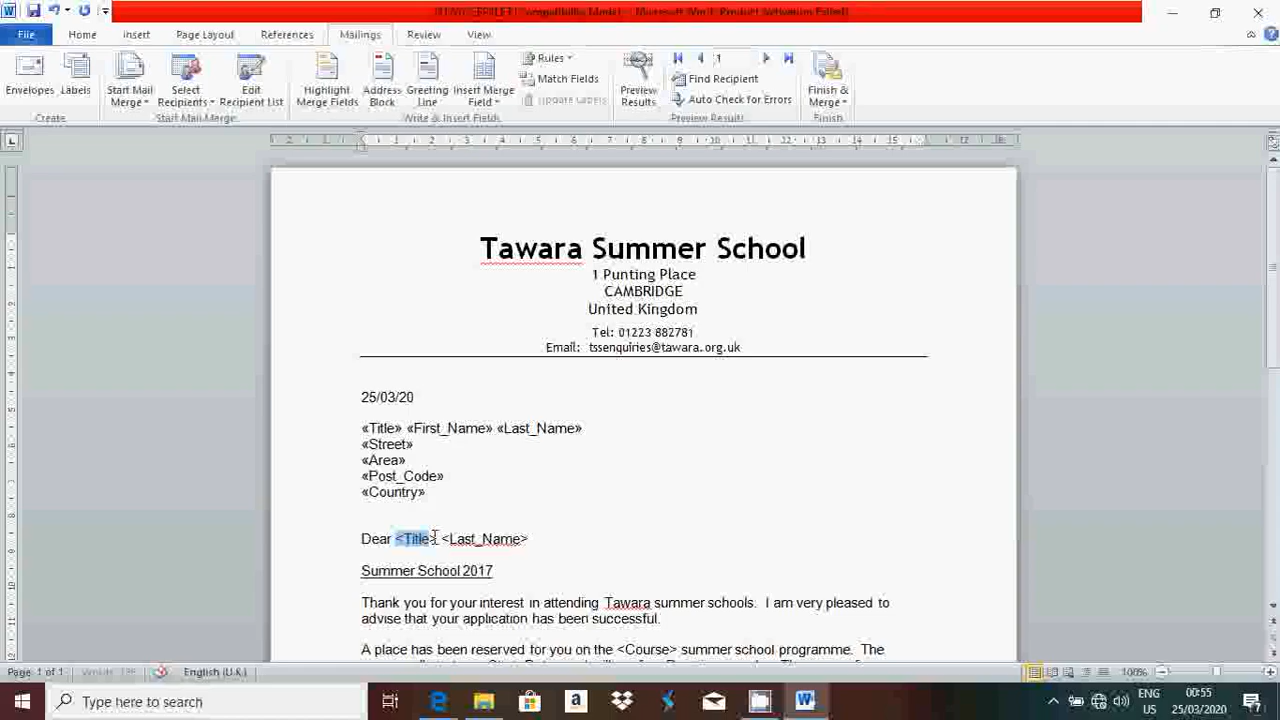 File Home Insert Page Layout References Mailings Review View
Envelopes Labels Start Mail Merge Select Recipients Edit Recipient List Highlight Merge Fields Address Block Greeting Line Insert Merge Field Rules Match Fields Update Labels Preview Results 1 Find Recipient Auto Check for Errors Finish & Merge
Create Start Mail Merge Write & Insert Fields Preview Results Finish
Tawara Summer School
1 Punting Place
CAMBRIDGE
United Kingdom
Tel: 01223 882781
Email: tssenquiries@tawara.org.uk
25/03/20
«Title» «First_Name» «Last_Name»
«Street»
«Area»
«Post_Code»
«Country»
Dear <Title> <Last_Name>
Summer School 2017
Thank you for your interest in attending Tawara summer schools. I am very pleased to
advise that your application has been successful.
A place has been reserved for you on the <Course> summer school programme. The
Page: 1 of 1 English (U.K.) 100%
Type here to search
ENG 00:55
US 25/03/2020